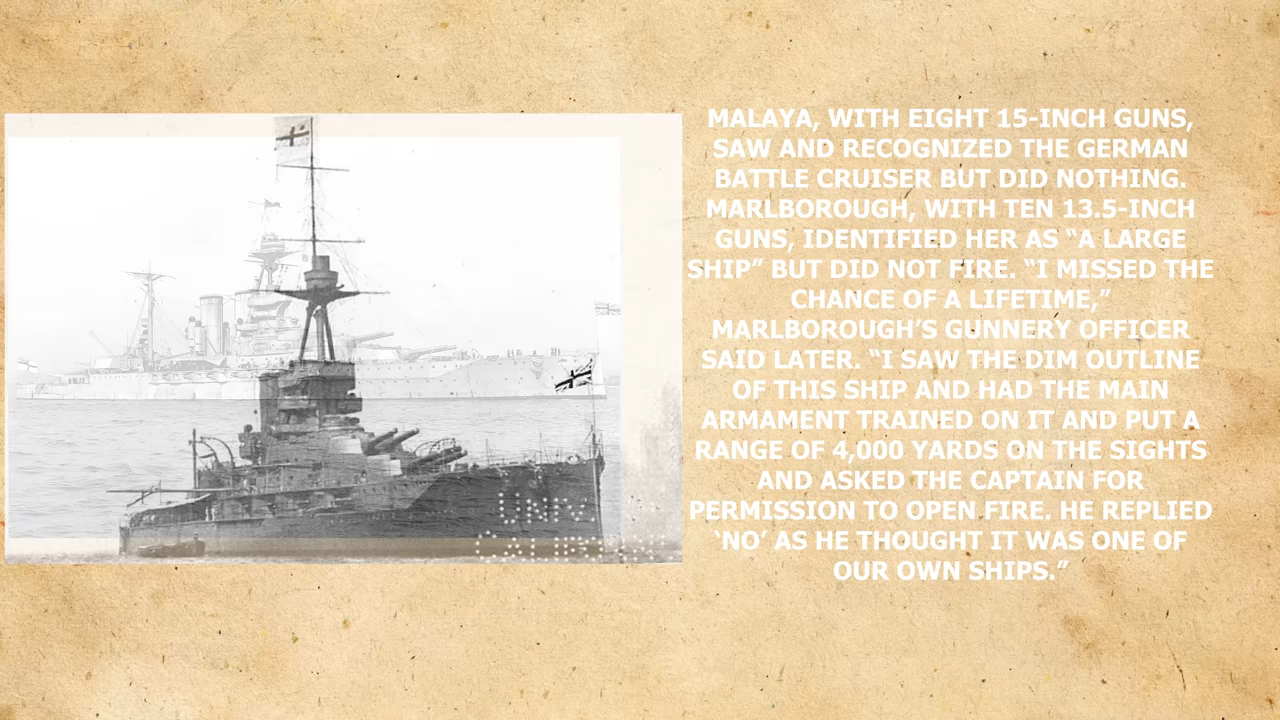 MALAYA, WITH EIGHT 15-INCH GUNS,
SAW AND RECOGNIZED THE GERMAN
BATTLE CRUISER BUT DID NOTHING.
MARLBOROUGH, WITH TEN 13.5-INCH
GUNS, IDENTIFIED HER AS “A LARGE
SHIP” BUT DID NOT FIRE. “I MISSED THE
CHANCE OF A LIFETIME,”
MARLBOROUGH’S GUNNERY OFFICER
SAID LATER. “I SAW THE DIM OUTLINE
OF THIS SHIP AND HAD THE MAIN
ARMAMENT TRAINED ON IT AND PUT A
RANGE OF 4,000 YARDS ON THE SIGHTS
AND ASKED THE CAPTAIN FOR
PERMISSION TO OPEN FIRE. HE REPLIED
‘NO’ AS HE THOUGHT IT WAS ONE OF
OUR OWN SHIPS.”